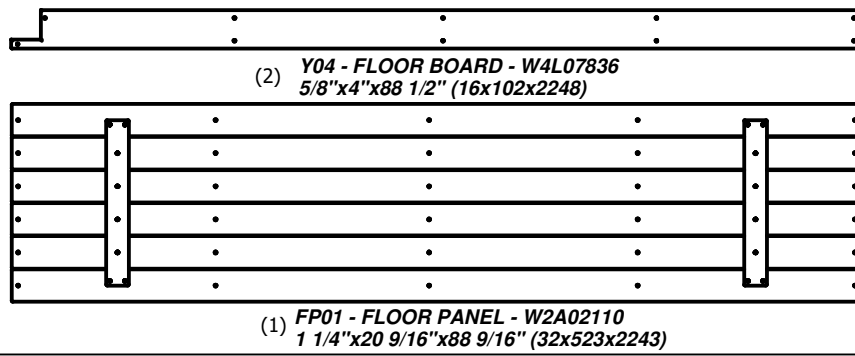 (2) Y04 - FLOOR BOARD - W4L07836
5/8"x4"x88 1/2" (16x102x2248)
(1) FP01 - FLOOR PANEL - W2A02110
1 1/4"x20 9/16"x88 9/16" (32x523x2243)